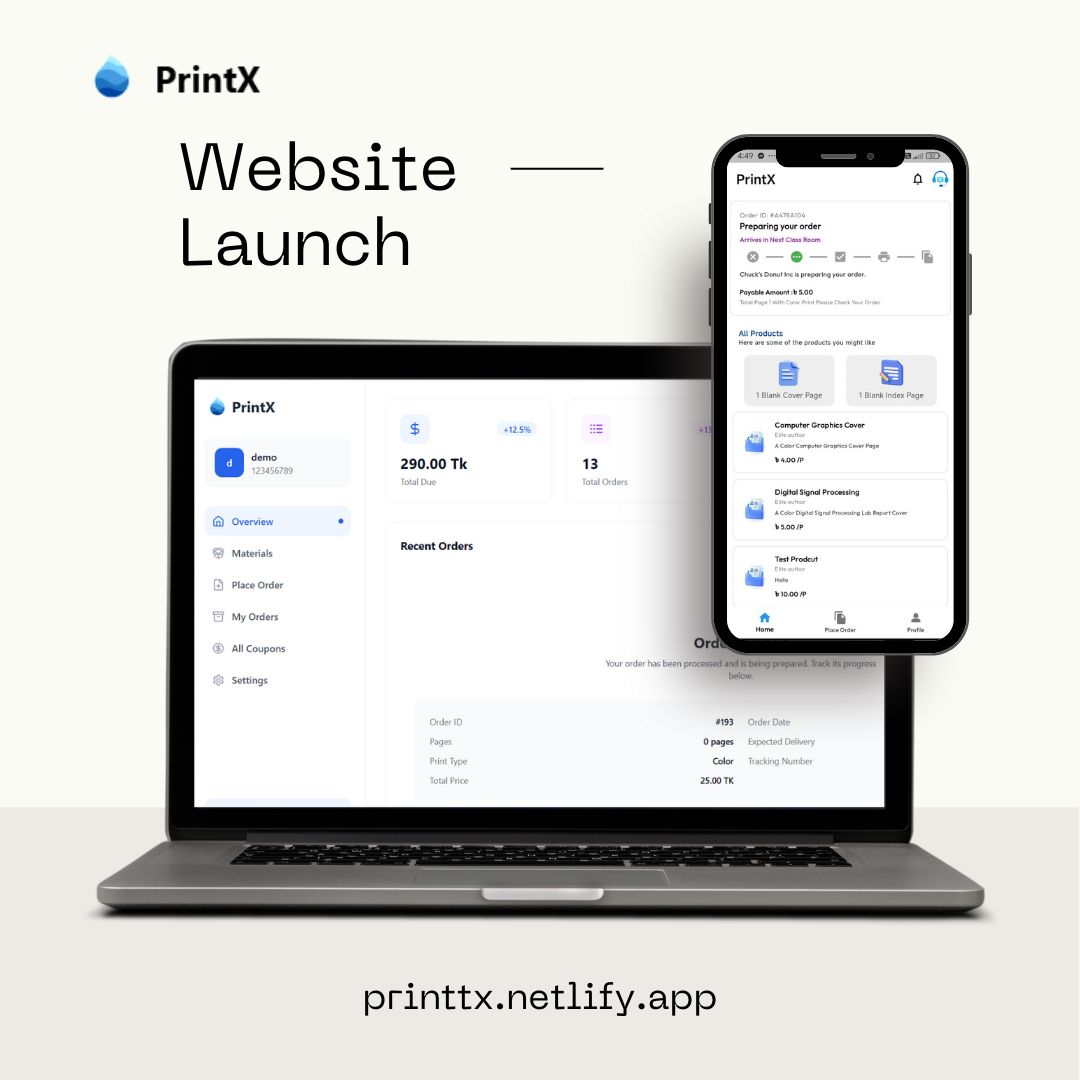 PrintX
Website
Launch
4:49
PrintX
Order ID: #A478A104
Preparing your order
Arrives in Next Class Room
Chuck's Donut Inc is preparing your order.
Payable Amount :৳ 5.00
Total Page 1 With Color Print Please Check Your Order
All Products
Here are some of the products you might like
1 Blank Cover Page
1 Blank Index Page
Computer Graphics Cover
Elite author
A Color Computer Graphics Cover Page
৳ 4.00 /P
Digital Signal Processing
Elite author
A Color Digital Signal Processing Lab Report Cover
৳ 5.00 /P
Test Prodcut
Elite author
Hello
৳ 10.00 /P
Home
Place Order
Profile
PrintX
d
demo
123456789
Overview
Materials
Place Order
My Orders
All Coupons
Settings
$
+12.5%
290.00 Tk
Total Due
13
Total Orders
Recent Orders
Your order has been processed and is being prepared. Track its progress
below.
Order ID #193 Order Date
Pages 0 pages Expected Delivery
Print Type Color Tracking Number
Total Price 25.00 TK
printtx.netlify.app